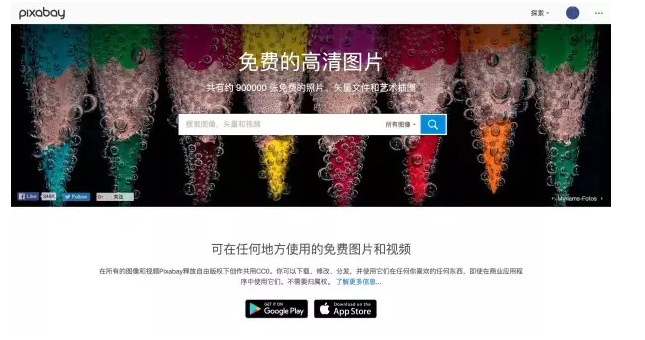 pixabay
探索
免费的高清图片
共有约 900000 张免费的照片、矢量文件和艺术插图
搜索图像、矢量和视频
所有图像
Like
Follow
关注
Myriams-Fotos
可在任何地方使用的免费图片和视频
在所有的图像和视频Pixabay释放自由版权下创作共用CC0。你可以下载、修改、分发，并使用它们在任何你喜欢的任何东西，即使在商业应用程
序中使用它们。不需要归属权。 了解更多信息...
GET IT ON
Google Play
Download on the
App Store